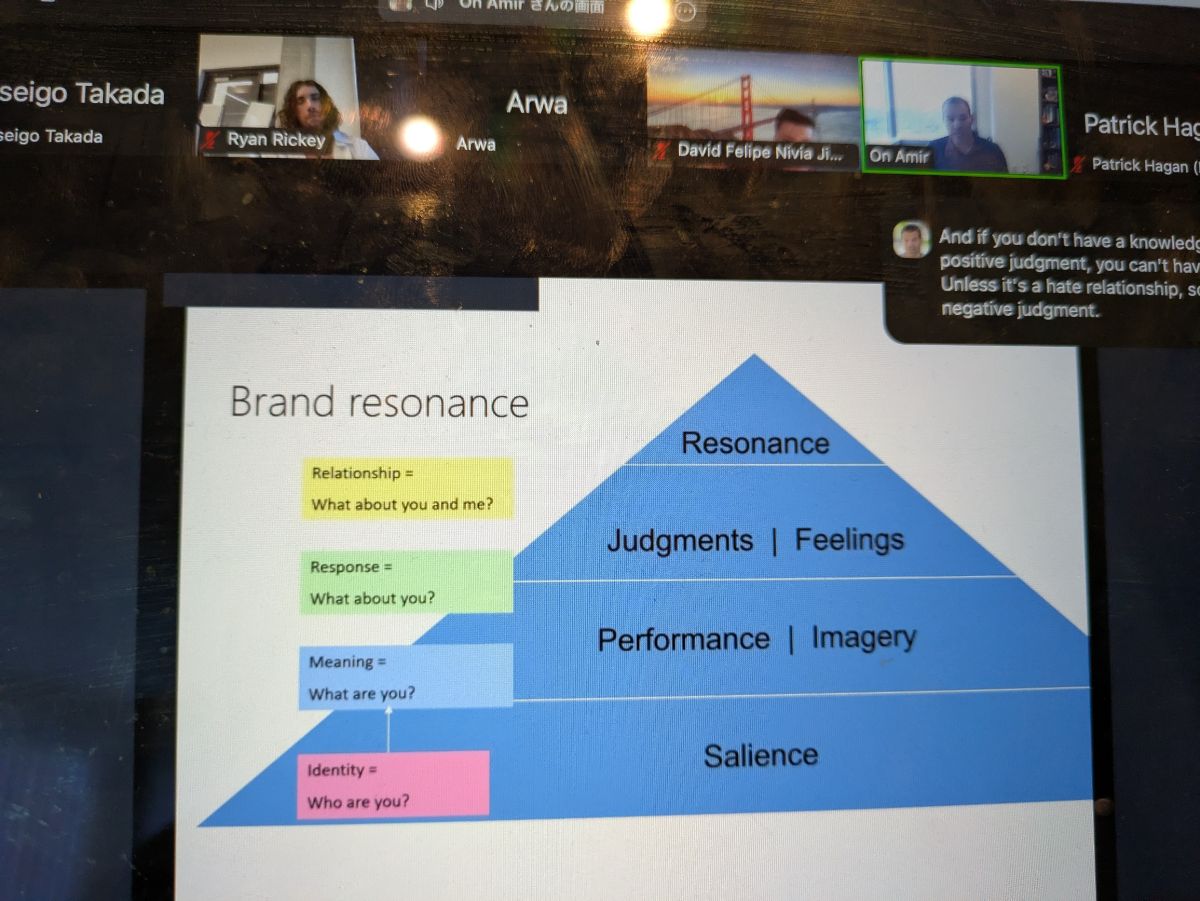 On Amir さんの画面
seigo Takada
seigo Takada
Ryan Rickey
Arwa
Arwa
David Felipe Nivia Ji...
On Amir
Patrick Hag
Patrick Hagan (
And if you don't have a knowledg
positive judgment, you can't hav
Unless it's a hate relationship, so
negative judgment.
Brand resonance
Relationship =
What about you and me?
Response =
What about you?
Meaning =
What are you?
Identity =
Who are you?
Resonance
Judgments | Feelings
Performance | Imagery
Salience